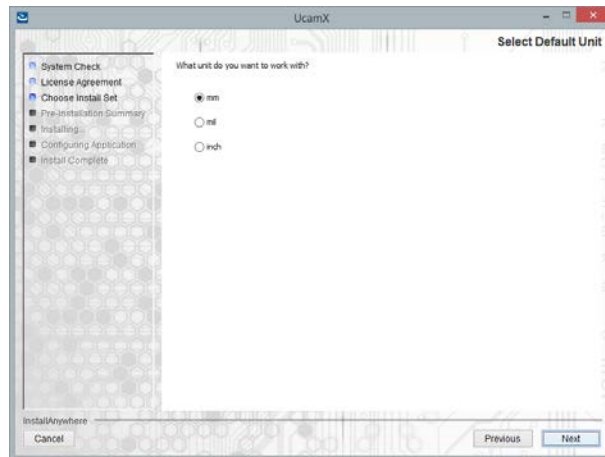 UcamX
Select Default Unit
System Check
License Agreement
Choose Install Set
Pre-Installation Summary
Installing...
Configuring Application
Install Complete
What unit do you want to work with?
mm
mil
inch
InstallAnywhere
Cancel
Previous
Next